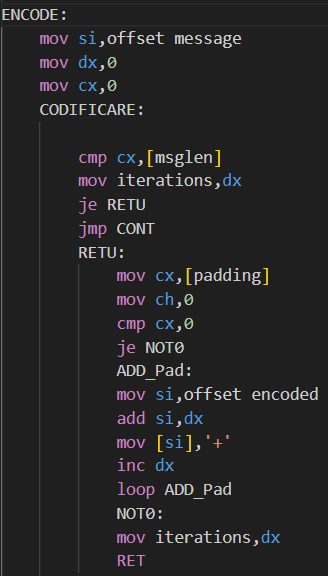 ENCODE:
mov si,offset message
mov dx,0
mov cx,0
CODIFICARE:
cmp cx,[msglen]
mov iterations,dx
je RETU
jmp CONT
RETU:
mov cx,[padding]
mov ch,0
cmp cx,0
je NOT0
ADD_Pad:
mov si,offset encoded
add si,dx
mov [si],'+'
inc dx
loop ADD_Pad
NOT0:
mov iterations,dx
RET